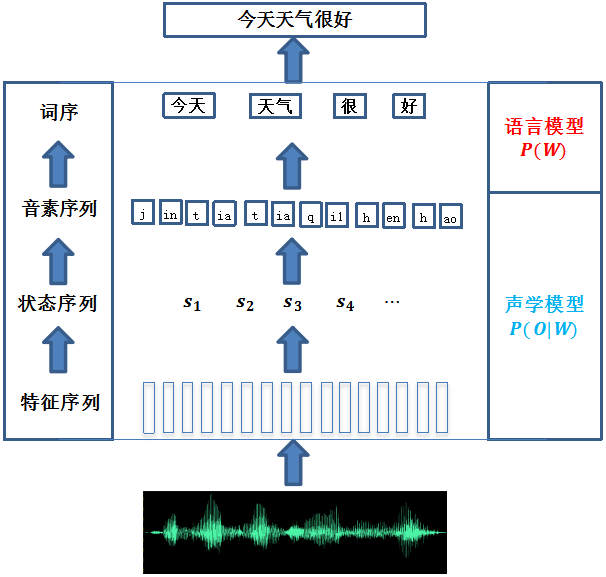 今天天气很好
词序
今天 天气 很 好
语言模型
P(W)
音素序列
j in t ia t ia q il h en h ao
状态序列
s1 s2 s3 s4 ...
声学模型
P(O|W)
特征序列